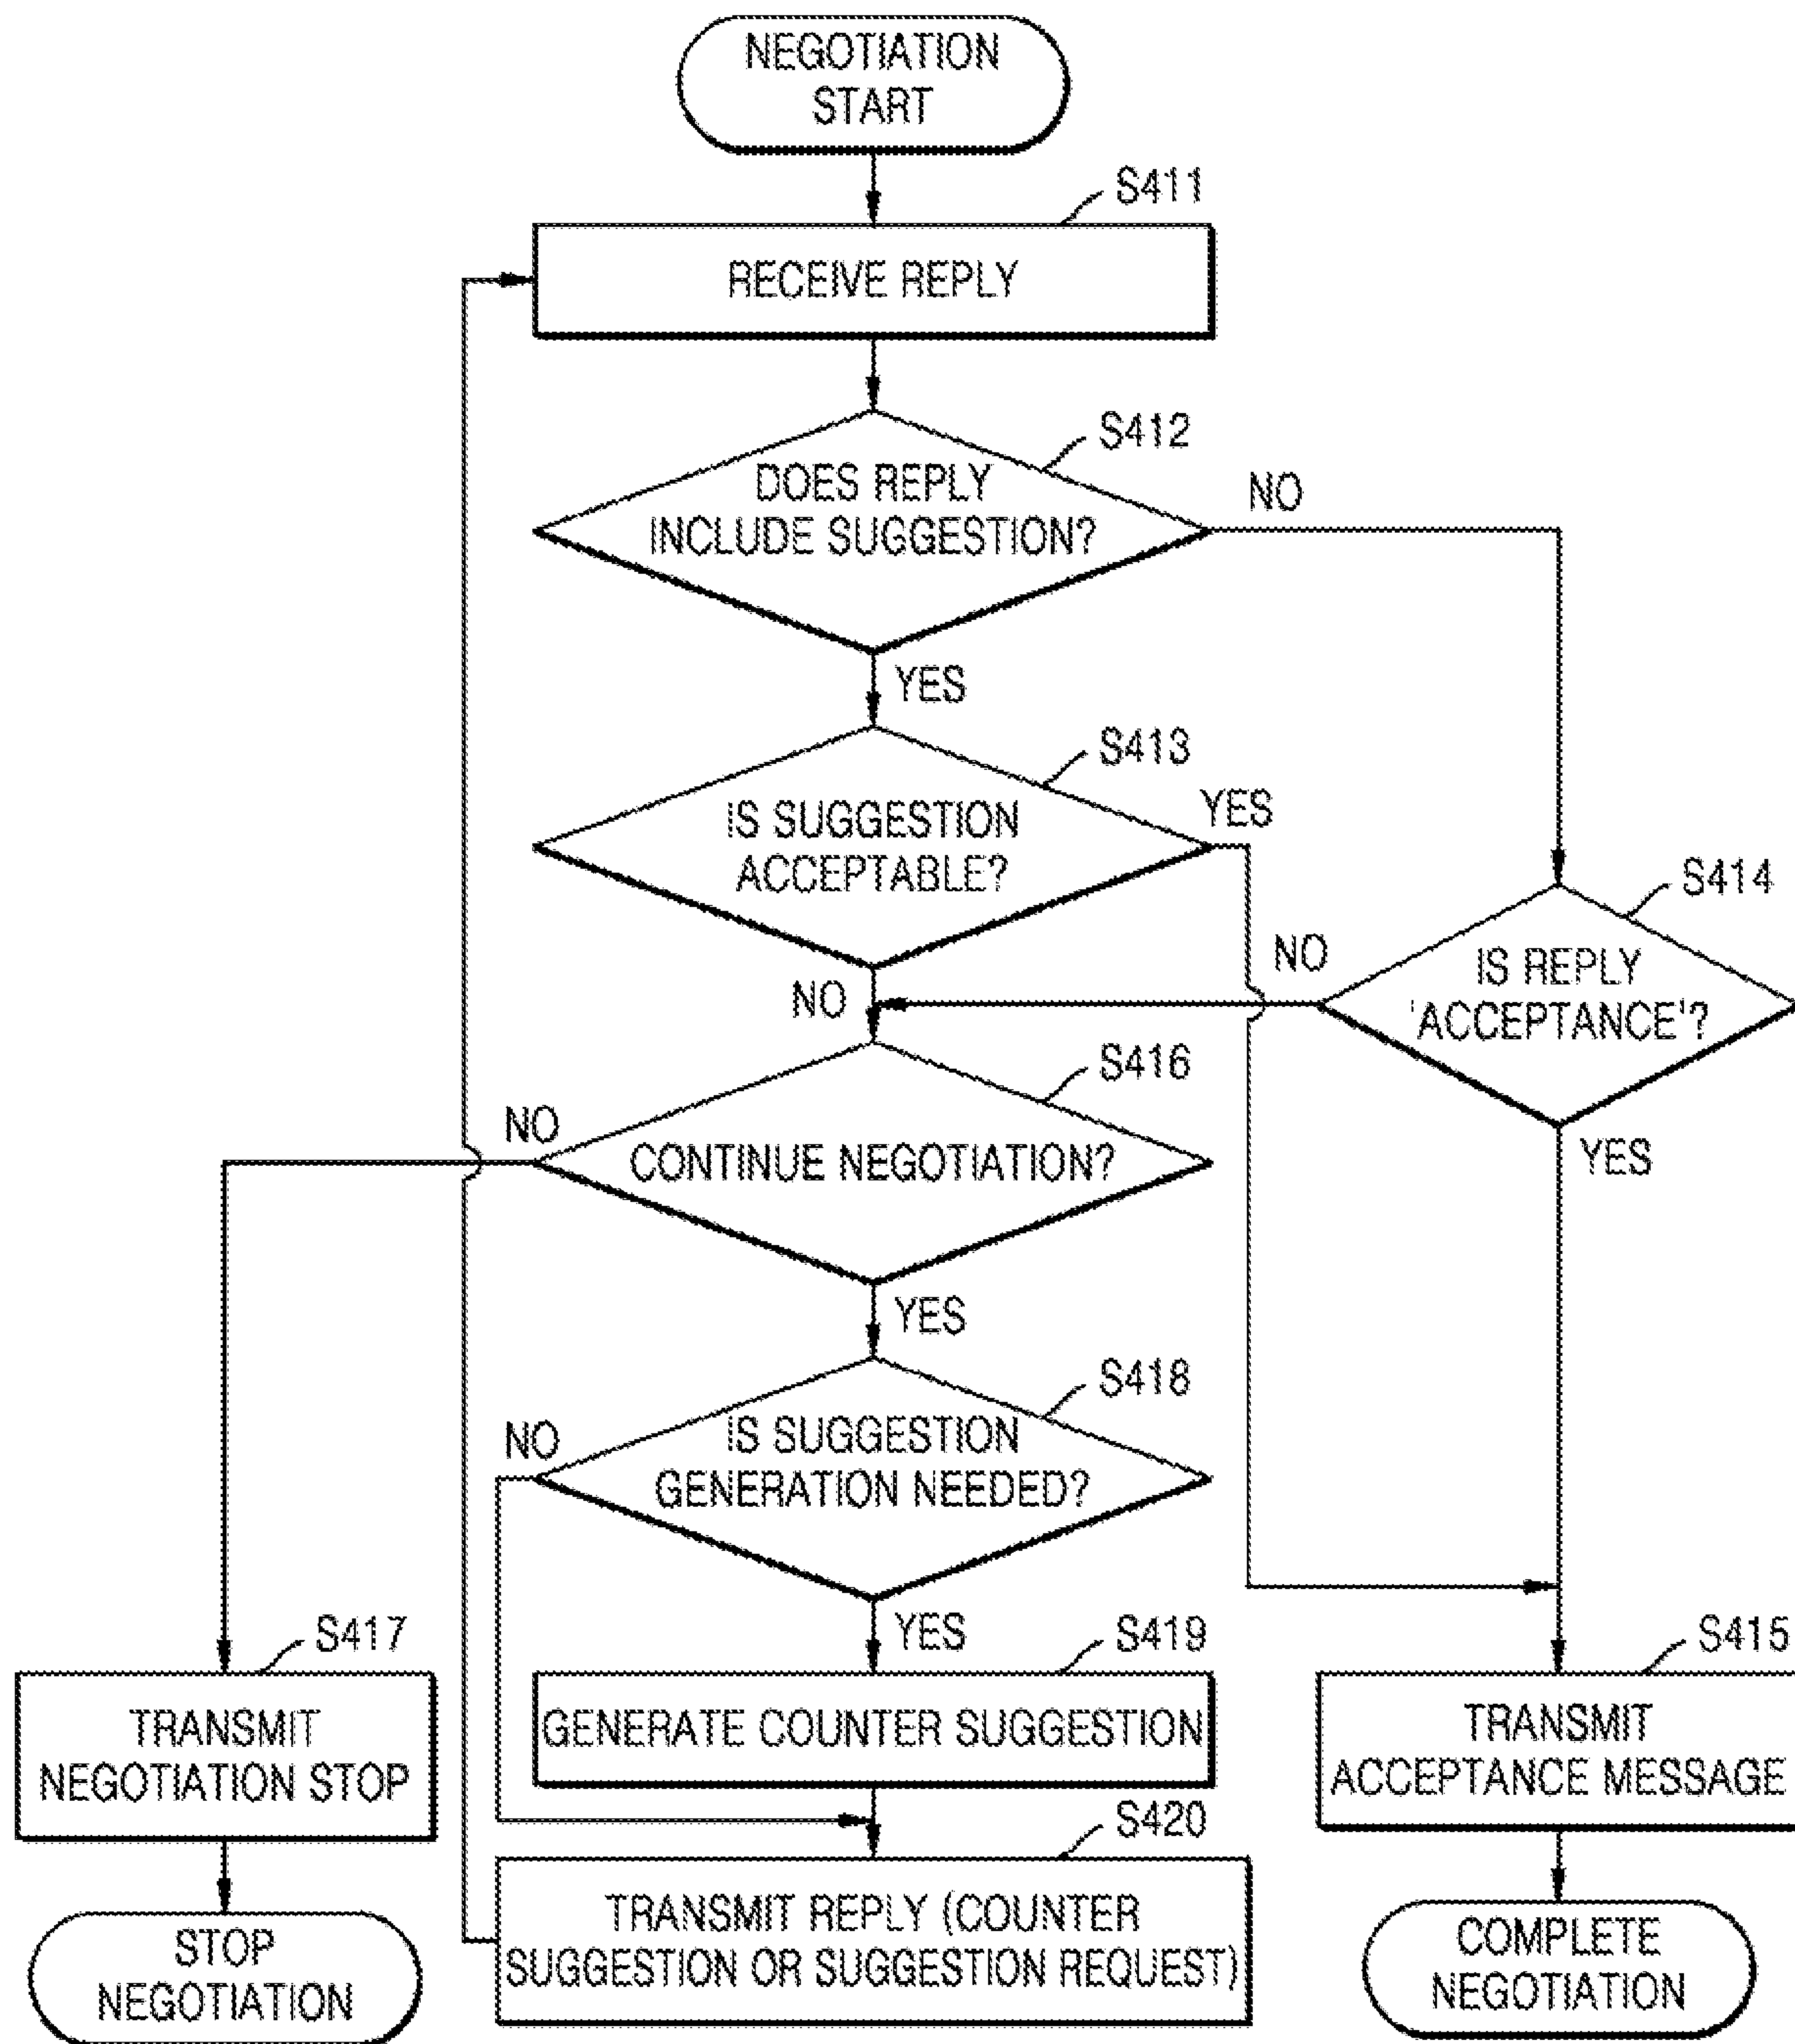 NEGOTIATION
START
S411
RECEIVE REPLY
S412
DOES REPLY
INCLUDE SUGGESTION?
NO
YES
S413
IS SUGGESTION
ACCEPTABLE?
YES
NO
S414
IS REPLY
'ACCEPTANCE'?
NO
YES
S416
CONTINUE NEGOTIATION?
NO
YES
S418
IS SUGGESTION
GENERATION NEEDED?
NO
YES
S417
TRANSMIT
NEGOTIATION STOP
S419
GENERATE COUNTER SUGGESTION
S415
TRANSMIT
ACCEPTANCE MESSAGE
S420
TRANSMIT REPLY (COUNTER
SUGGESTION OR SUGGESTION REQUEST)
STOP
NEGOTIATION
COMPLETE
NEGOTIATION